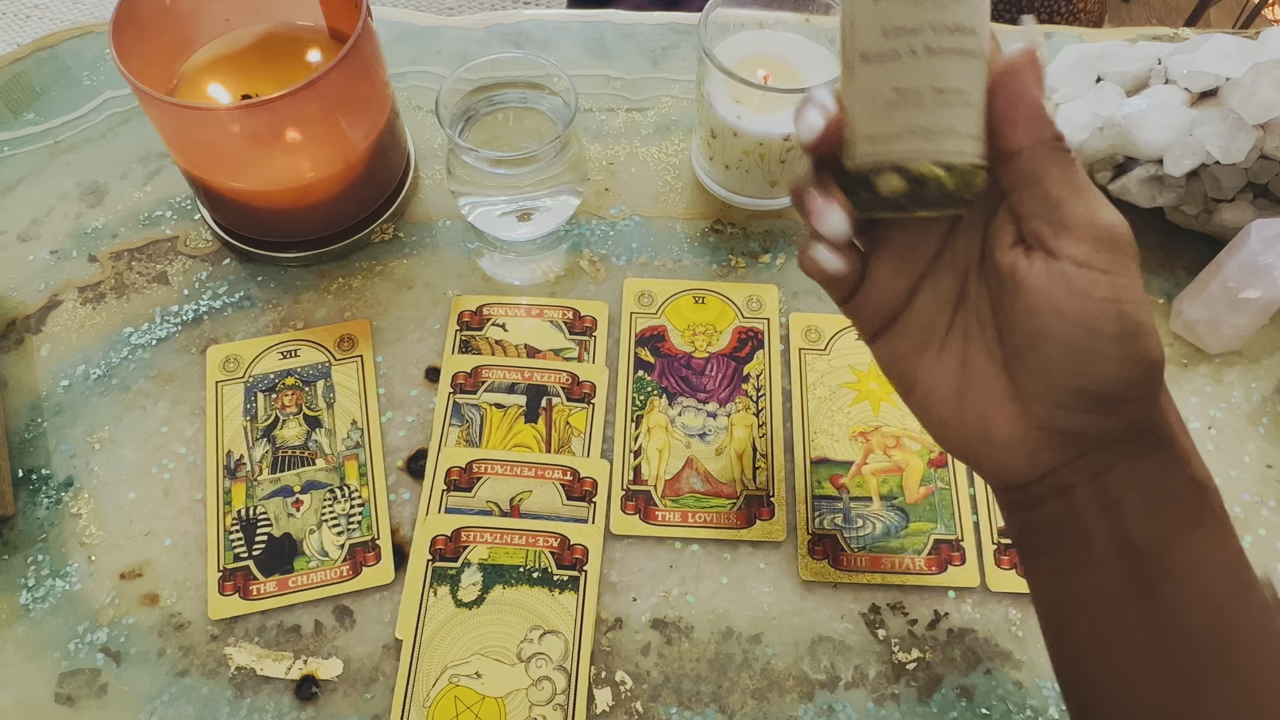 VII
THE CHARIOT.
KING of WANDS
QUEEN of WANDS
TWO of PENTACLES
ACE of PENTACLES
VI
THE LOVERS.
THE STAR.